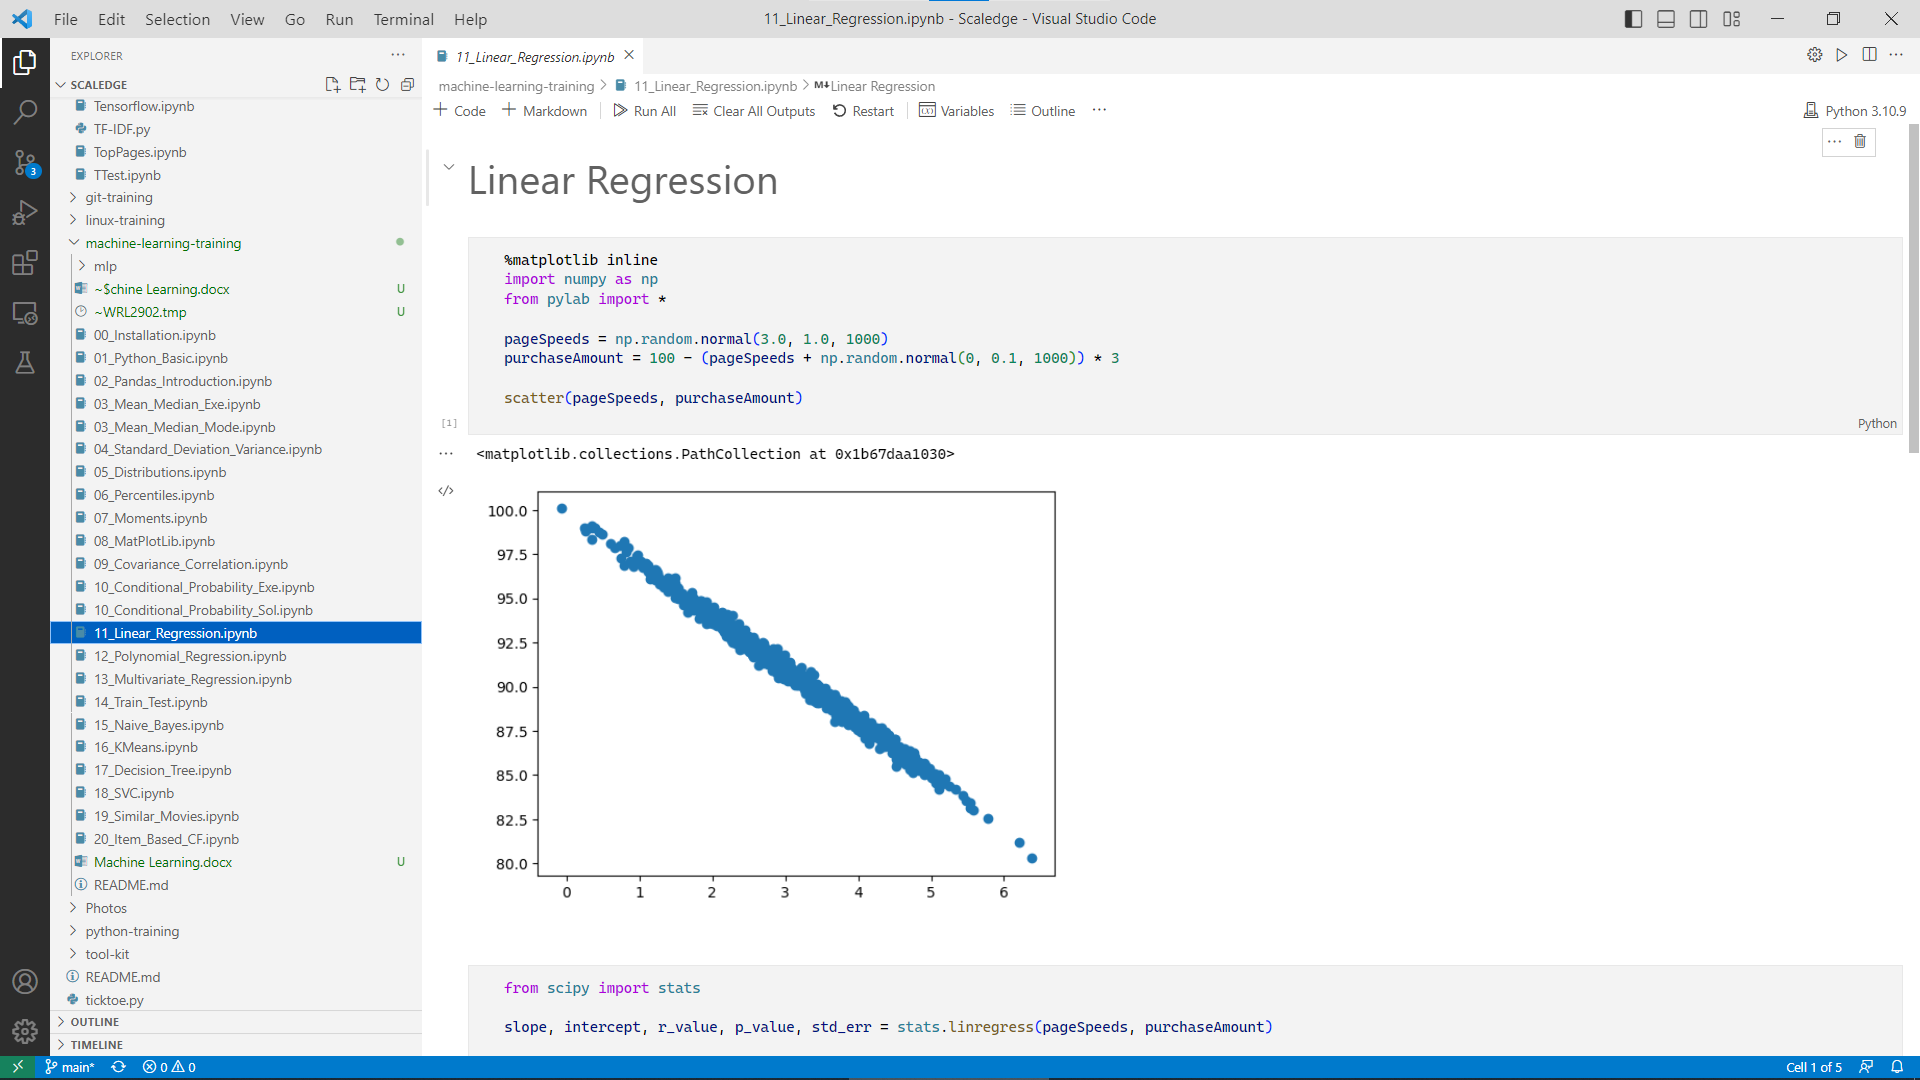 File Edit Selection View Go Run Terminal Help
11_Linear_Regression.ipynb - Scaledge - Visual Studio Code
EXPLORER
SCALEDGE
Tensorflow.ipynb
TF-IDF.py
TopPages.ipynb
TTest.ipynb
git-training
linux-training
machine-learning-training
mlp
~$chine Learning.docx U
~WRL2902.tmp U
00_Installation.ipynb
01_Python_Basic.ipynb
02_Pandas_Introduction.ipynb
03_Mean_Median_Exe.ipynb
03_Mean_Median_Mode.ipynb
04_Standard_Deviation_Variance.ipynb
05_Distributions.ipynb
06_Percentiles.ipynb
07_Moments.ipynb
08_MatPlotLib.ipynb
09_Covariance_Correlation.ipynb
10_Conditional_Probability_Exe.ipynb
10_Conditional_Probability_Sol.ipynb
11_Linear_Regression.ipynb
12_Polynomial_Regression.ipynb
13_Multivariate_Regression.ipynb
14_Train_Test.ipynb
15_Naive_Bayes.ipynb
16_KMeans.ipynb
17_Decision_Tree.ipynb
18_SVC.ipynb
19_Similar_Movies.ipynb
20_Item_Based_CF.ipynb
Machine Learning.docx U
README.md
Photos
python-training
tool-kit
README.md
ticktoe.py
OUTLINE
TIMELINE
3
11_Linear_Regression.ipynb
machine-learning-training > 11_Linear_Regression.ipynb > M↓Linear Regression
+ Code + Markdown Run All Clear All Outputs Restart Variables Outline ···
Python 3.10.9
Linear Regression
%matplotlib inline
import numpy as np
from pylab import *
pageSpeeds = np.random.normal(3.0, 1.0, 1000)
purchaseAmount = 100 - (pageSpeeds + np.random.normal(0, 0.1, 1000)) * 3
scatter(pageSpeeds, purchaseAmount)
[1]
Python
<matplotlib.collections.PathCollection at 0x1b67daa1030>
100.0
97.5
95.0
92.5
90.0
87.5
85.0
82.5
80.0
0 1 2 3 4 5 6
from scipy import stats
slope, intercept, r_value, p_value, std_err = stats.linregress(pageSpeeds, purchaseAmount)
main* 0 0
Cell 1 of 5